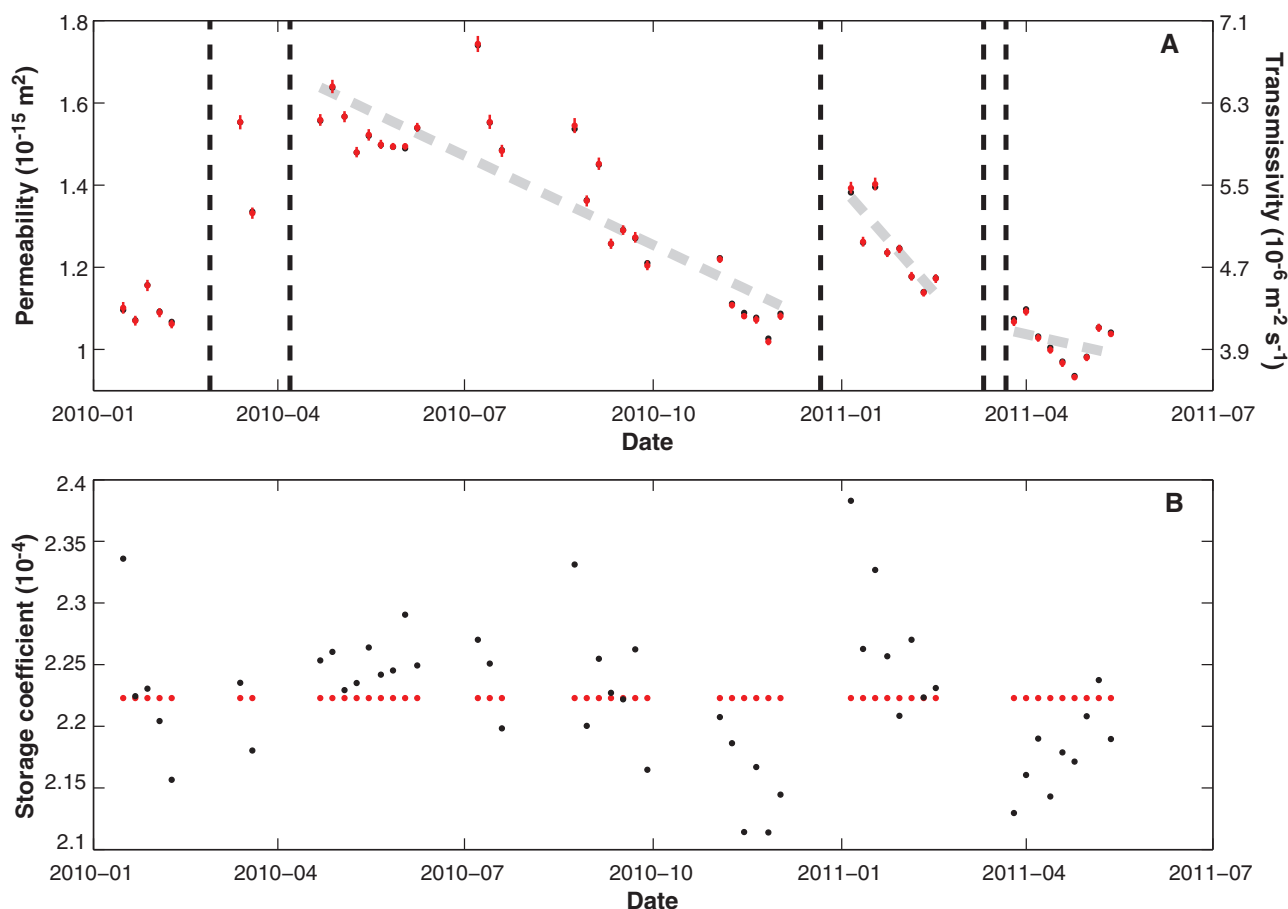 A
Permeability (10⁻¹⁵ m²)
1.8
1.6
1.4
1.2
1
Transmissivity (10⁻⁶ m⁻² s⁻¹)
7.1
6.3
5.5
4.7
3.9
2010−01 2010−04 2010−07 2010−10 2011−01 2011−04 2011−07
Date
B
Storage coefficient (10⁻⁴)
2.4
2.35
2.3
2.25
2.2
2.15
2.1
2010−01 2010−04 2010−07 2010−10 2011−01 2011−04 2011−07
Date